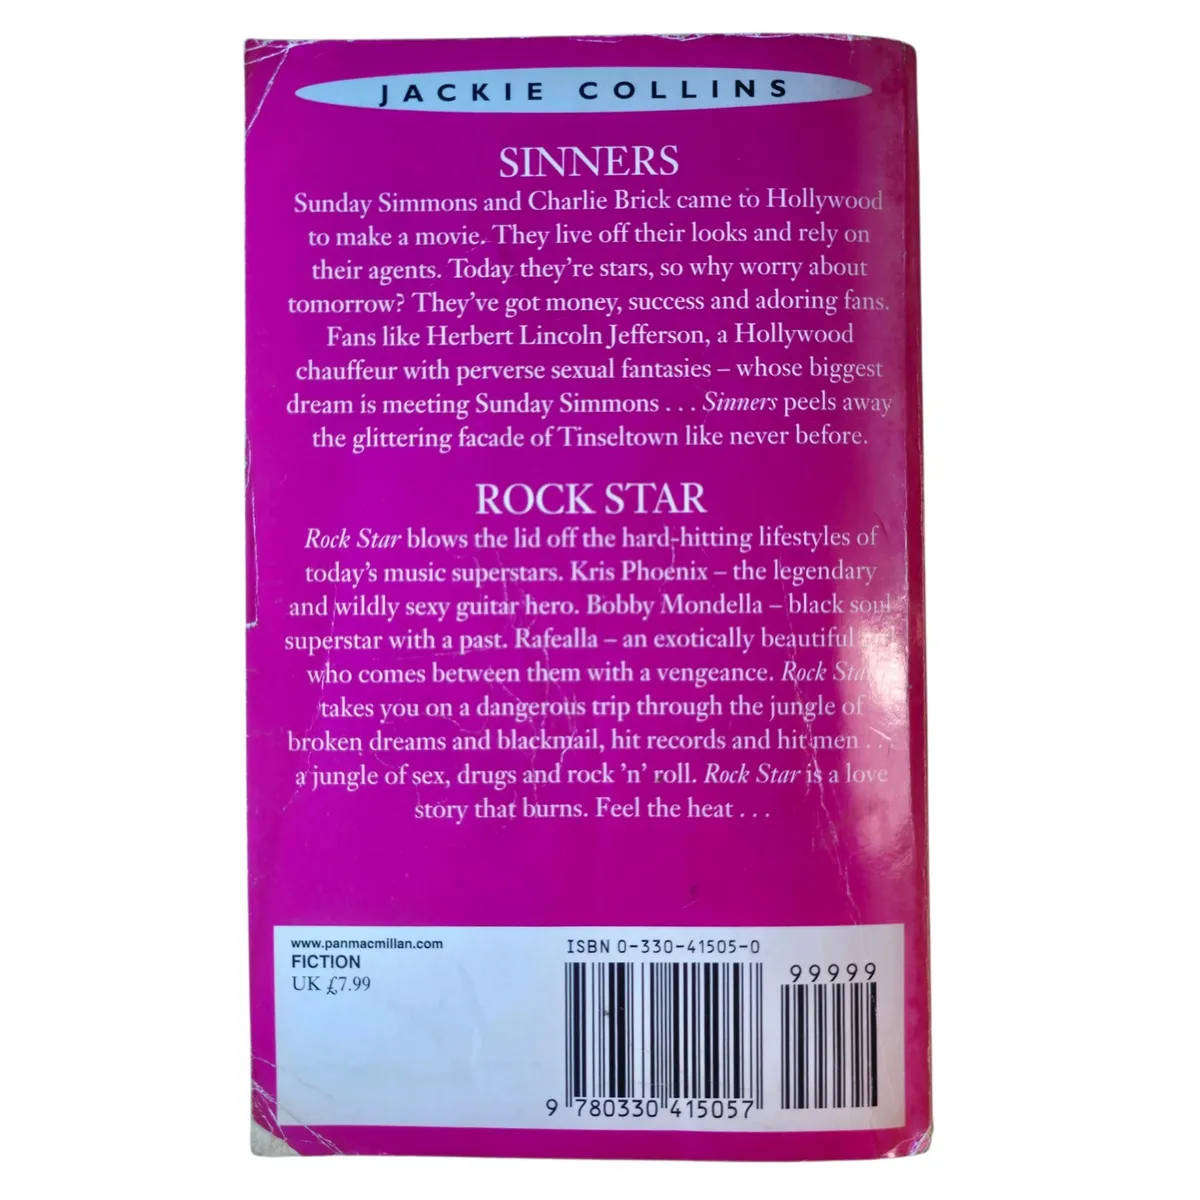 JACKIE COLLINS
SINNERS
Sunday Simmons and Charlie Brick came to Hollywood
to make a movie. They live off their looks and rely on
their agents. Today they're stars, so why worry about
tomorrow? They've got money, success and adoring fans.
Fans like Herbert Lincoln Jefferson, a Hollywood
chauffeur with perverse sexual fantasies – whose biggest
dream is meeting Sunday Simmons . . . Sinners peels away
the glittering facade of Tinseltown like never before.
ROCK STAR
Rock Star blows the lid off the hard-hitting lifestyles of
today's music superstars. Kris Phoenix – the legendary
and wildly sexy guitar hero. Bobby Mondella – black soul
superstar with a past. Rafealla – an exotically beautiful
who comes between them with a vengeance. Rock Star
takes you on a dangerous trip through the jungle of
broken dreams and blackmail, hit records and hit men . . .
a jungle of sex, drugs and rock 'n' roll. Rock Star is a love
story that burns. Feel the heat . . .
www.panmacmillan.com
FICTION
UK £7.99
ISBN 0-330-41505-0
99999
9 780330 415057